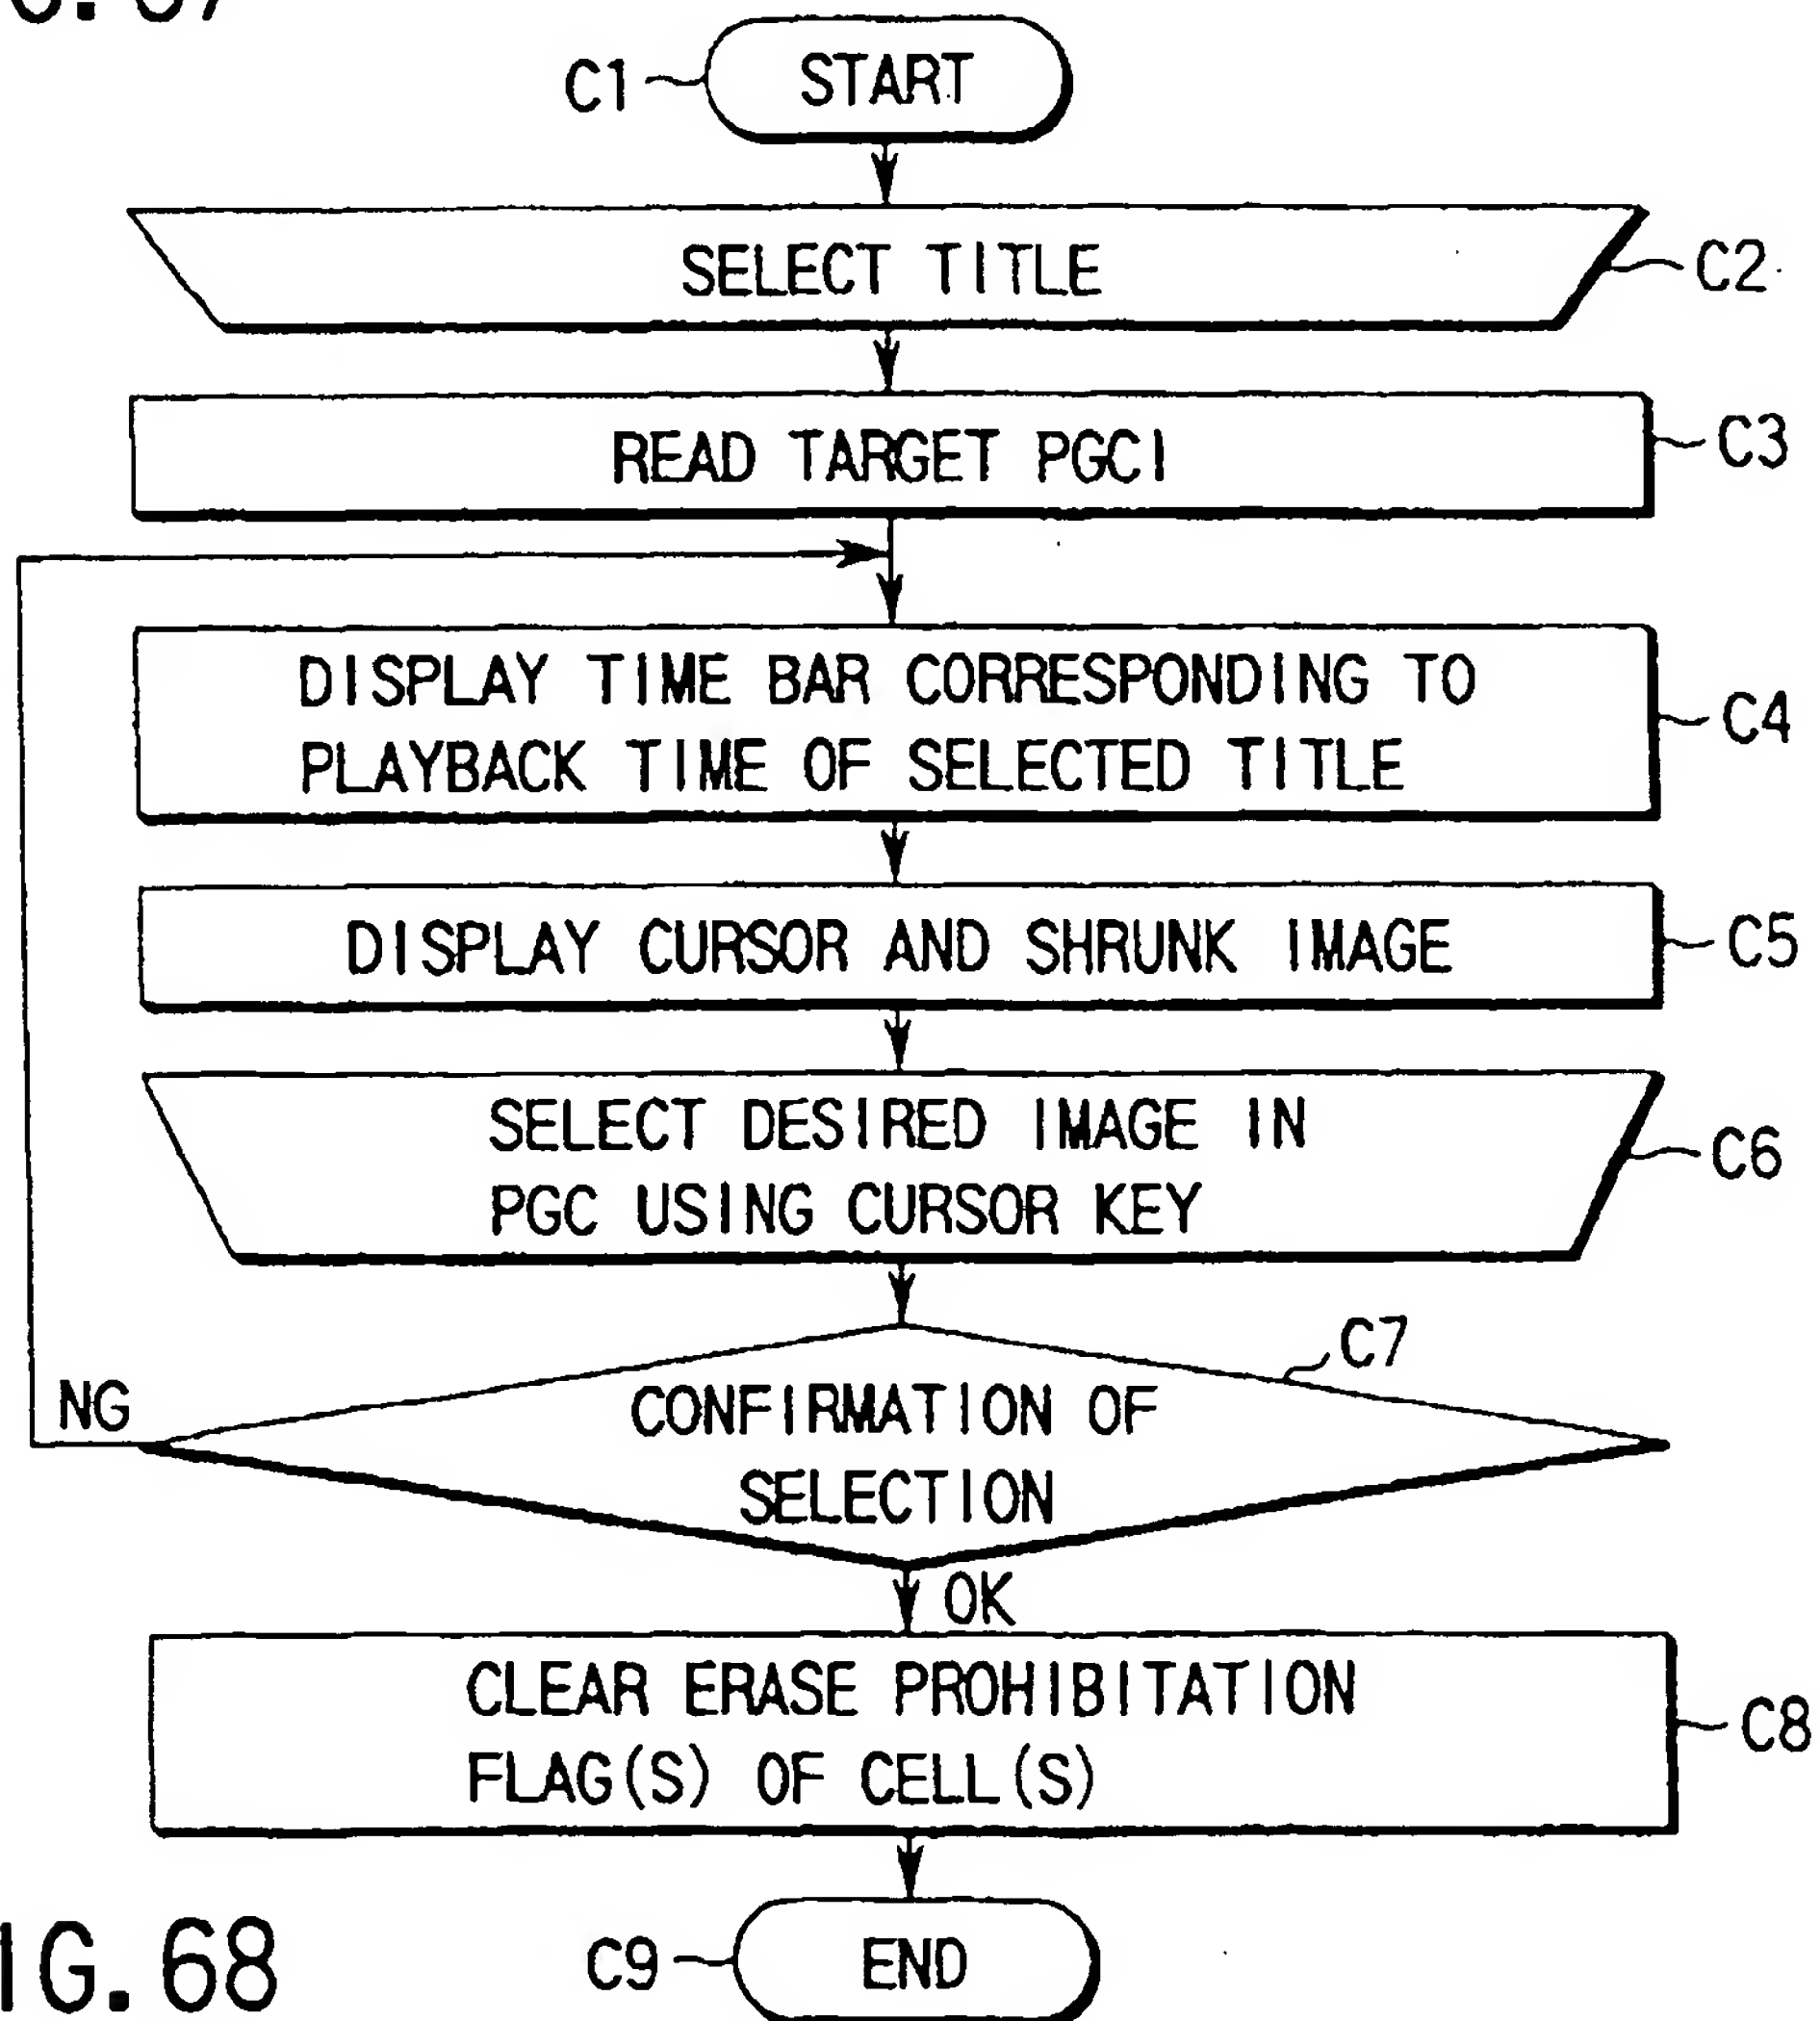 C1
START
SELECT TITLE
C2
READ TARGET PGCI
C3
DISPLAY TIME BAR CORRESPONDING TO
PLAYBACK TIME OF SELECTED TITLE
C4
DISPLAY CURSOR AND SHRUNK IMAGE
C5
SELECT DESIRED IMAGE IN
PGC USING CURSOR KEY
C6
C7
NG
CONFIRMATION OF
SELECTION
OK
CLEAR ERASE PROHIBITATION
FLAG(S) OF CELL(S)
C8
C9
END
IG. 68